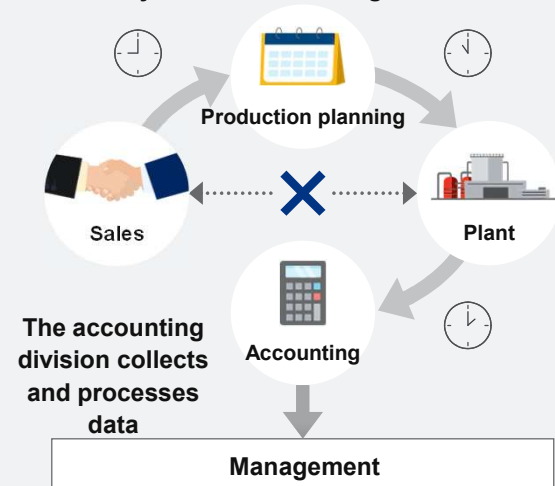 Production planning
Sales
Plant
The accounting
division collects
and processes
data
Accounting
Management